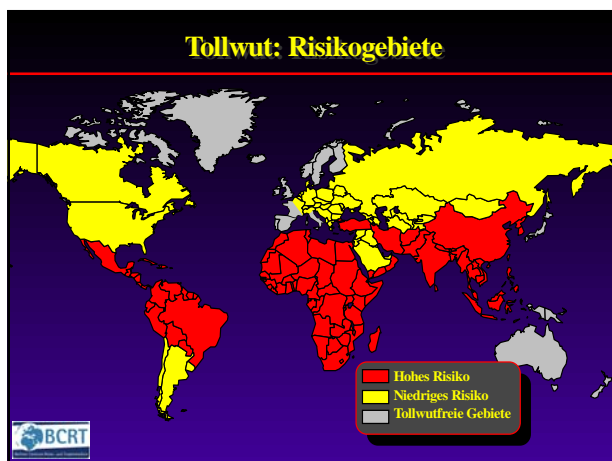 Tollwut: Risikogebiete
Hohes Risiko
Niedriges Risiko
Tollwutfreie Gebiete
BCRT